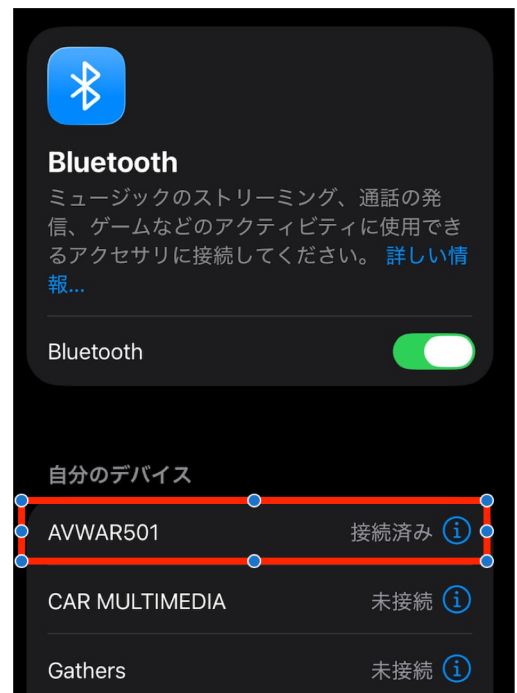 Bluetooth
ミュージックのストリーミング、通話の発
信、ゲームなどのアクティビティに使用でき
るアクセサリに接続してください。 詳しい情
報...
Bluetooth
自分のデバイス
AVWAR501 接続済み
CAR MULTIMEDIA 未接続
Gathers 未接続